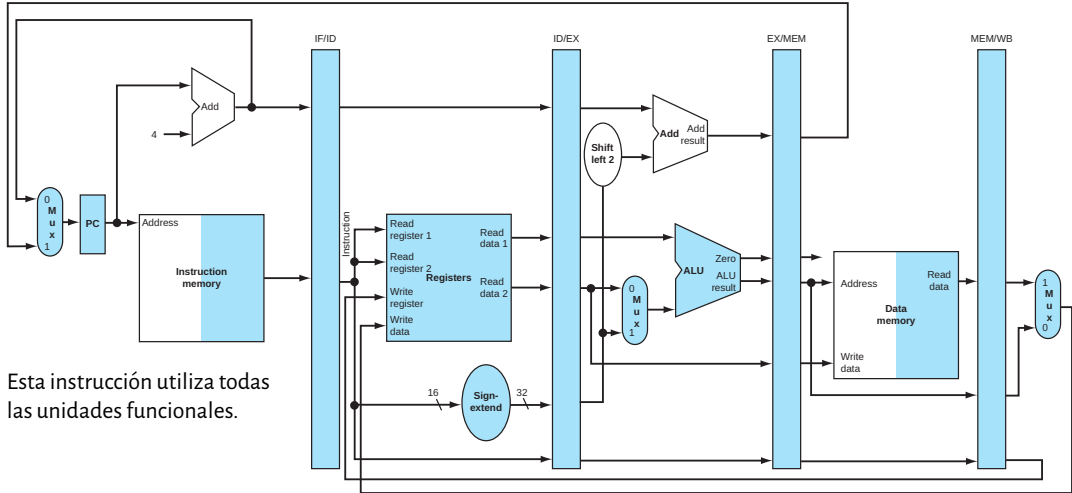 IF/ID
ID/EX
EX/MEM
MEM/WB
Add
4
Shift
left 2
Add
Add
result
0
M
u
x
1
PC
Address
Instruction
memory
Instruction
Read
register 1
Read
register 2
Write
register
Write
data
Registers
Read
data 1
Read
data 2
0
M
u
x
1
ALU
Zero
ALU
result
Address
Write
data
Data
memory
Read
data
1
M
u
x
0
16
Sign-
extend
32
Esta instrucción utiliza todas
las unidades funcionales.